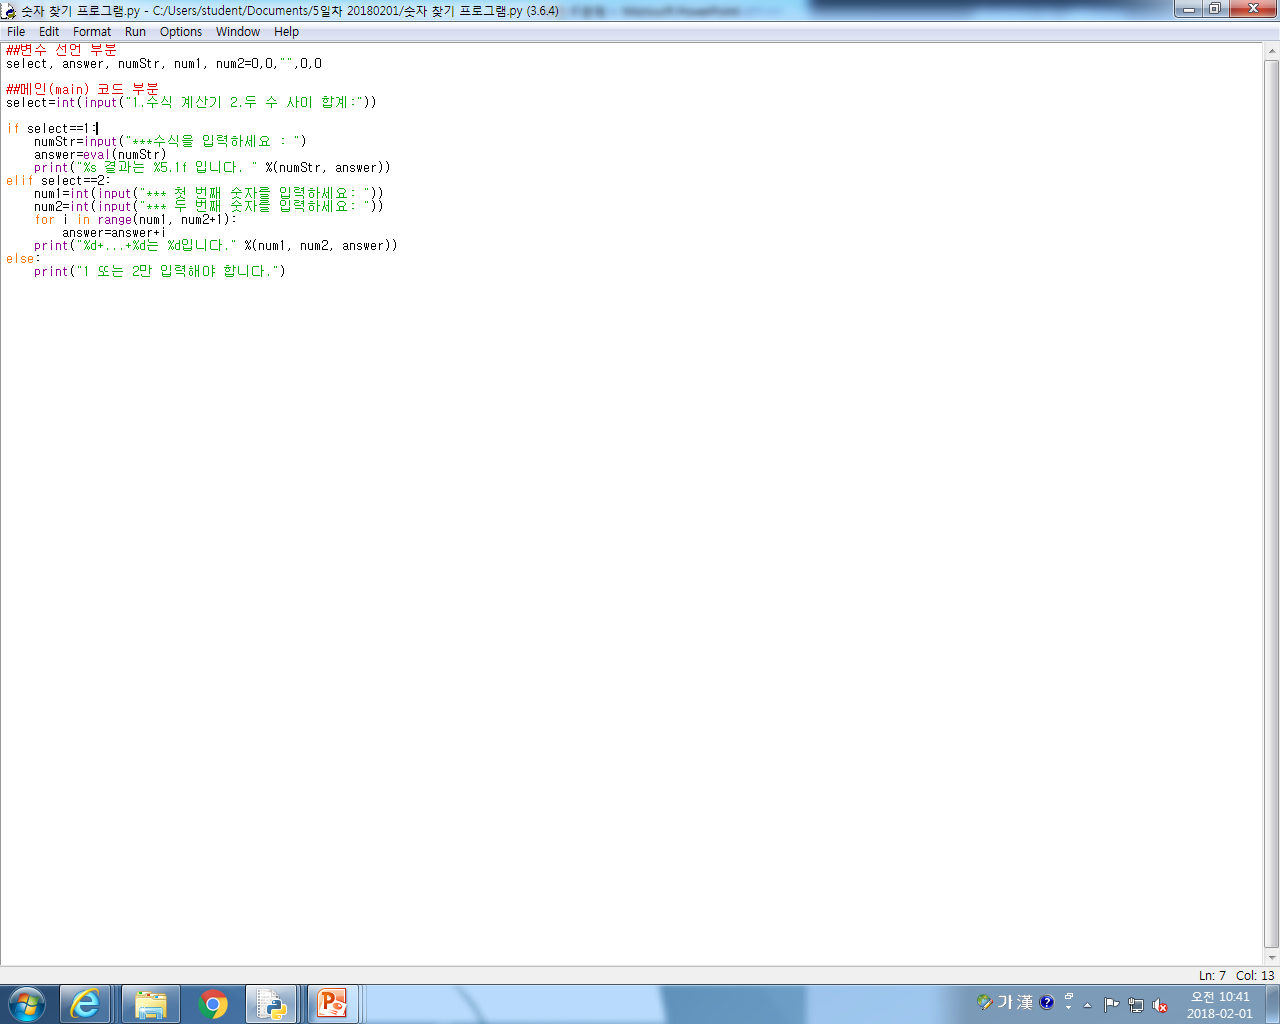 숫자 찾기 프로그램.py - C:/Users/student/Documents/5일차 20180201/숫자 찾기 프로그램.py (3.6.4)
File Edit Format Run Options Window Help
##변수 선언 부분
select, answer, numStr, num1, num2=0,0,"",0,0
##메인(main) 코드 부분
select=int(input("1.수식 계산기 2.두 수 사이 합계:"))
if select==1:
    numStr=input("***수식을 입력하세요 : ")
    answer=eval(numStr)
    print("%s 결과는 %5.1f 입니다. " %(numStr, answer))
elif select==2:
    num1=int(input("*** 첫 번째 숫자를 입력하세요: "))
    num2=int(input("*** 두 번째 숫자를 입력하세요: "))
    for i in range(num1, num2+1):
        answer=answer+i
    print("%d+...+%d는 %d입니다." %(num1, num2, answer))
else:
    print("1 또는 2만 입력해야 합니다.")
Ln: 7 Col: 13
가 漢
오전 10:41
2018-02-01